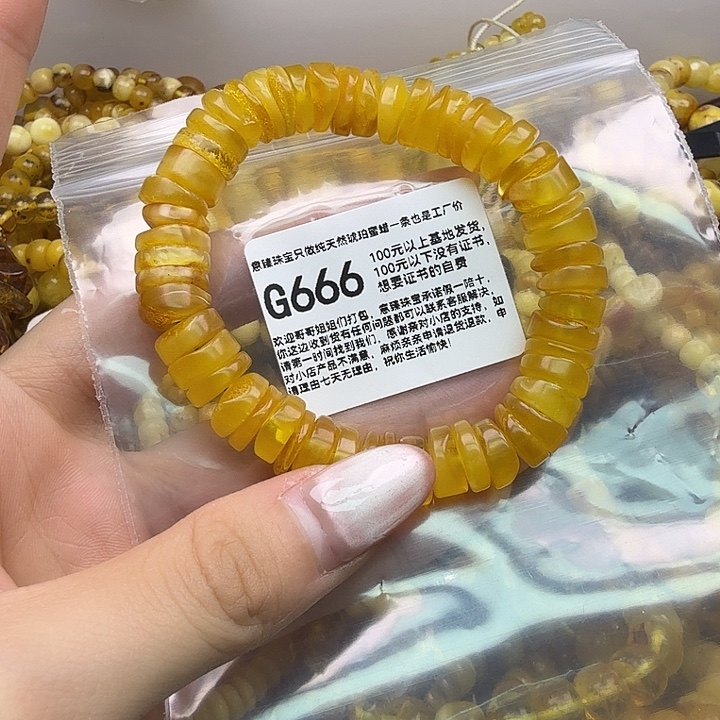 意臻珠宝只做纯天然琥珀蜜蜡一条也是工厂价
G666
100元以上基地发货,
100元以下没有证书,
想要证书的自费
欢迎哥哥姐姐们打包,意臻珠宝承诺假一赔十,
你这边收到货有任何问题都可以联系客服解决,
请第一时间找到我们,感谢亲对小店的支持,如
对小店产品不满意,麻烦亲亲申请退货退款,申
请理由七天无理由,祝你生活愉快!